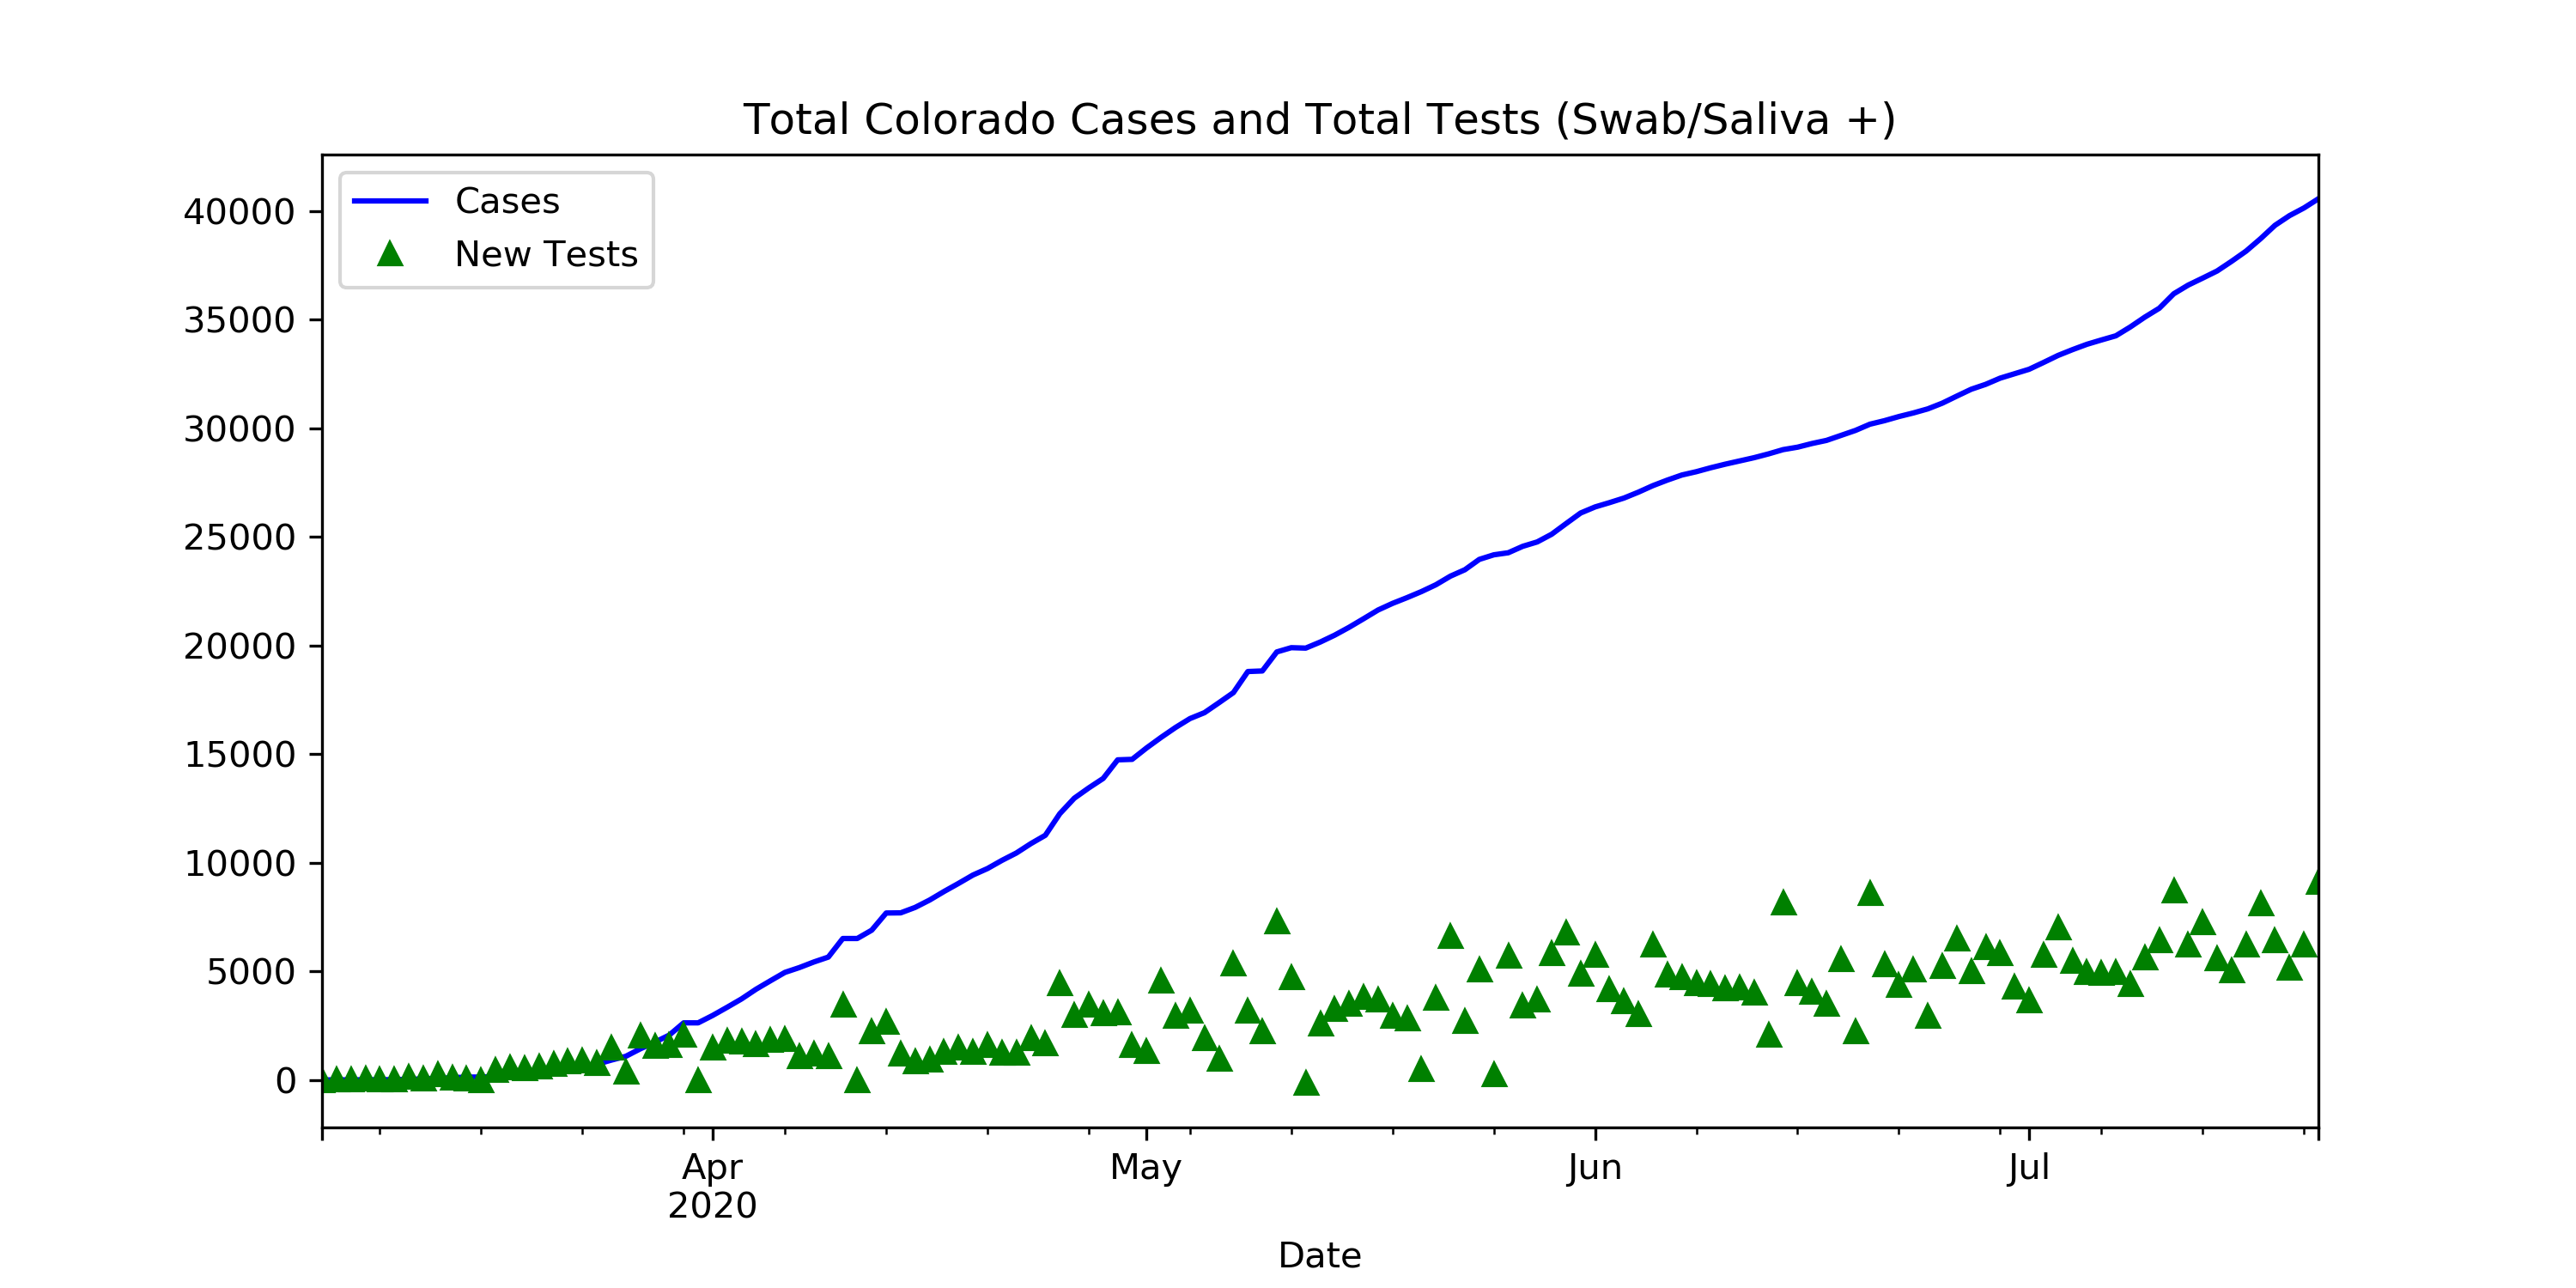 Total Colorado Cases and Total Tests (Swab/Saliva +)
Cases
New Tests
40000
35000
30000
25000
20000
15000
10000
5000
0
Apr May Jun Jul
2020
Date